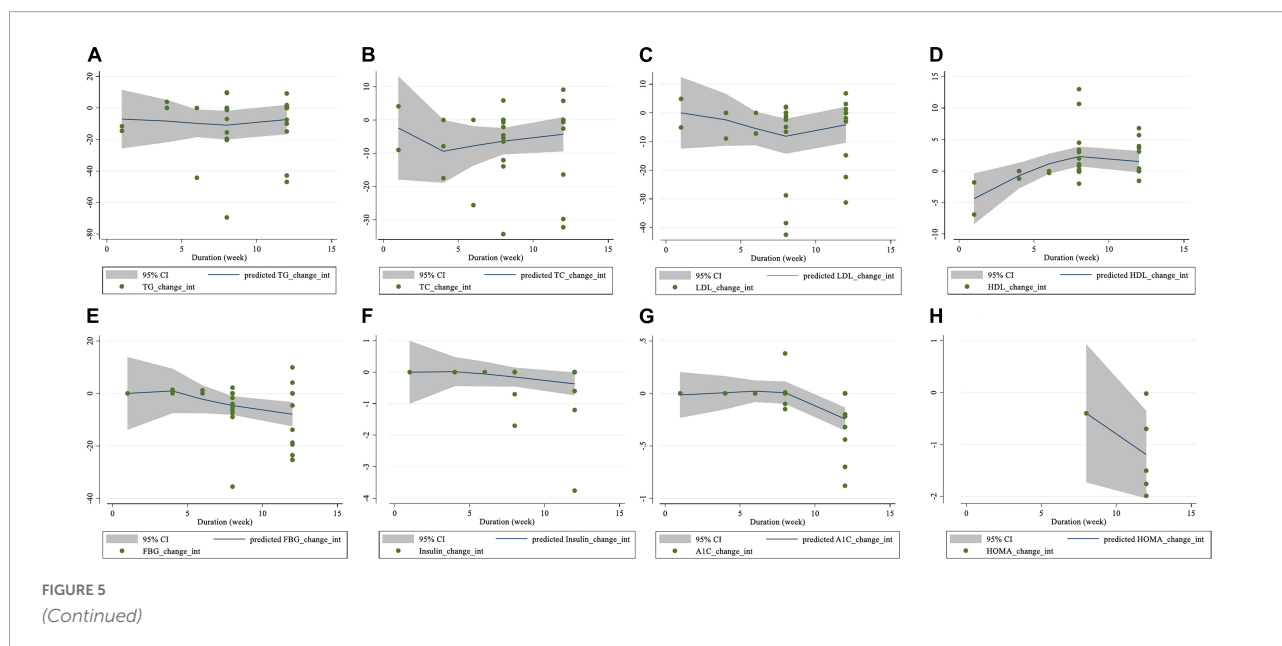 A
B
C
D
20
0
-20
-40
-60
-80
0 5 10 15
Duration (week)
95% CI predicted TG_change_int
TG_change_int
10
0
-10
-20
-30
0 5 10 15
Duration (week)
95% CI predicted TC_change_int
TC_change_int
10
0
-10
-20
-30
-40
0 5 10 15
Duration (week)
95% CI predicted LDL_change_int
LDL_change_int
15
10
5
0
-5
-10
0 5 10 15
Duration (week)
95% CI predicted HDL_change_int
HDL_change_int
E
F
G
H
20
0
-20
-40
0 5 10 15
Duration (week)
95% CI predicted FBG_change_int
FBG_change_int
1
0
-1
-2
-3
-4
0 5 10 15
Duration (week)
95% CI predicted Insulin_change_int
Insulin_change_int
.5
0
-.5
-1
0 5 10 15
Duration (week)
95% CI predicted A1C_change_int
A1C_change_int
1
0
-1
-2
0 5 10 15
Duration (week)
95% CI predicted HOMA_change_int
HOMA_change_int
FIGURE 5
(Continued)